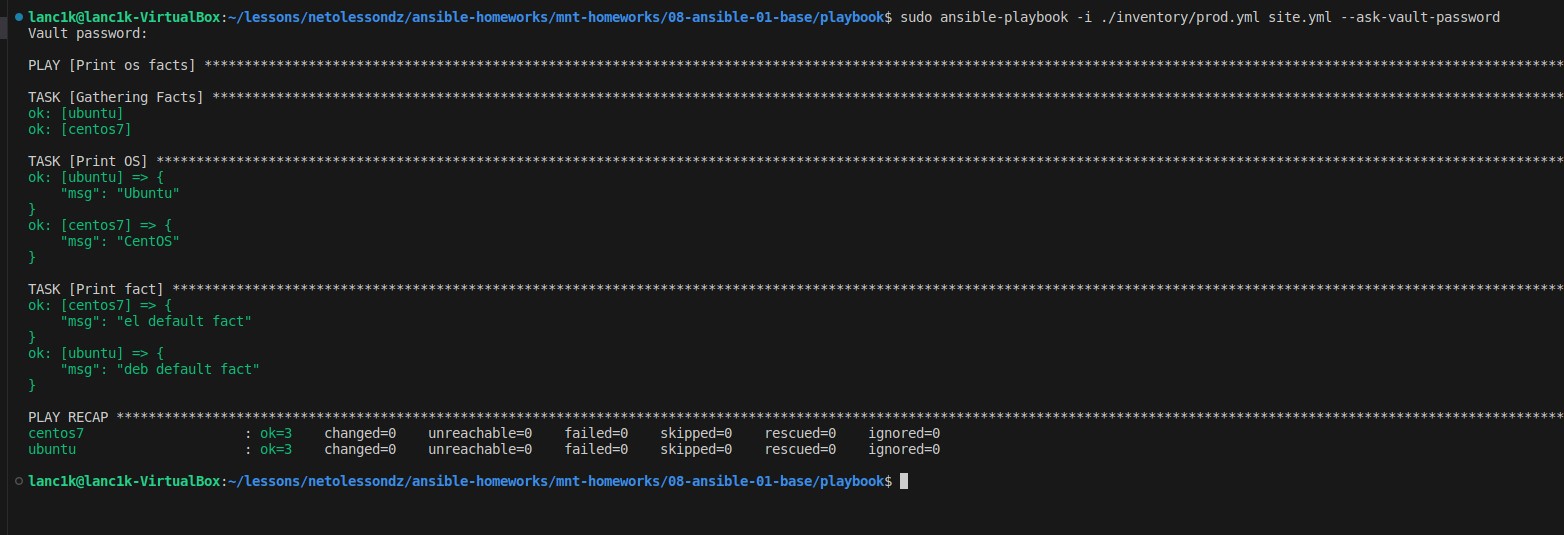 lanc1k@lanc1k-VirtualBox:~/lessons/netolessondz/ansible-homeworks/mnt-homeworks/08-ansible-01-base/playbook$ sudo ansible-playbook -i ./inventory/prod.yml site.yml --ask-vault-password
Vault password:
PLAY [Print os facts] ****************************************************************************************************************************************************************************
TASK [Gathering Facts] ***************************************************************************************************************************************************************************
ok: [ubuntu]
ok: [centos7]
TASK [Print OS] **********************************************************************************************************************************************************************************
ok: [ubuntu] => {
    "msg": "Ubuntu"
}
ok: [centos7] => {
    "msg": "CentOS"
}
TASK [Print fact] ********************************************************************************************************************************************************************************
ok: [centos7] => {
    "msg": "el default fact"
}
ok: [ubuntu] => {
    "msg": "deb default fact"
}
PLAY RECAP ***************************************************************************************************************************************************************************************
centos7                    : ok=3    changed=0    unreachable=0    failed=0    skipped=0    rescued=0    ignored=0
ubuntu                     : ok=3    changed=0    unreachable=0    failed=0    skipped=0    rescued=0    ignored=0
lanc1k@lanc1k-VirtualBox:~/lessons/netolessondz/ansible-homeworks/mnt-homeworks/08-ansible-01-base/playbook$